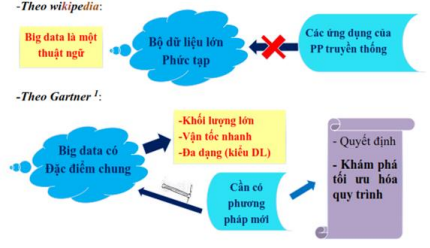 -Theo wikipedia:
Big data là một
thuật ngữ
Bộ dữ liệu lớn
Phức tạp
Các ứng dụng của
PP truyền thống
-Theo Gartner ¹:
Big data có
Đặc điểm chung
-Khối lượng lớn
-Vận tốc nhanh
-Đa dạng (kiểu DL)
Cần có
phương
pháp mới
- Quyết định
- Khám phá
tối ưu hóa
quy trình